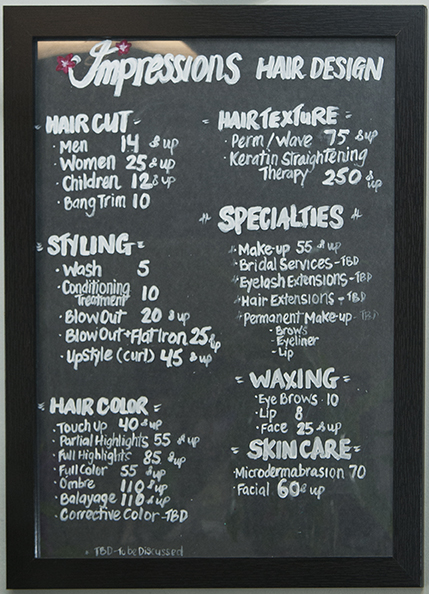 Impressions HAIR DESIGN
HAIR CUT
· Men 14 & up
· Women 25 & up
· Children 12 & up
· Bang Trim 10
STYLING
· Wash 5
· Conditioning Treatment 10
· Blow Out 20 & up
· Blow Out + Flat Iron 25 & up
· Upstyle (curl) 45 & up
HAIR COLOR
· Touch up 40 & up
· Partial Highlights 55 & up
· Full Highlights 85 & up
· Full Color 55 & up
· Ombre 110 & up
· Balayage 110 & up
· Corrective Color - TBD
HAIR TEXTURE
· Perm/Wave 75 & up
· Keratin Straightening
Therapy 250 & up
SPECIALTIES
* Make-up 55 & up
* Bridal Services - TBD
* Eyelash Extensions - TBD
* Hair Extensions - TBD
* Permanent Make-up - TBD
- Brows
- Eyeliner
- Lip
WAXING
· Eye Brows 10
· Lip 8
· Face 25 & up
SKIN CARE
· Microdermabrasion 70
· Facial 60 & up
* TBD - to be Discussed